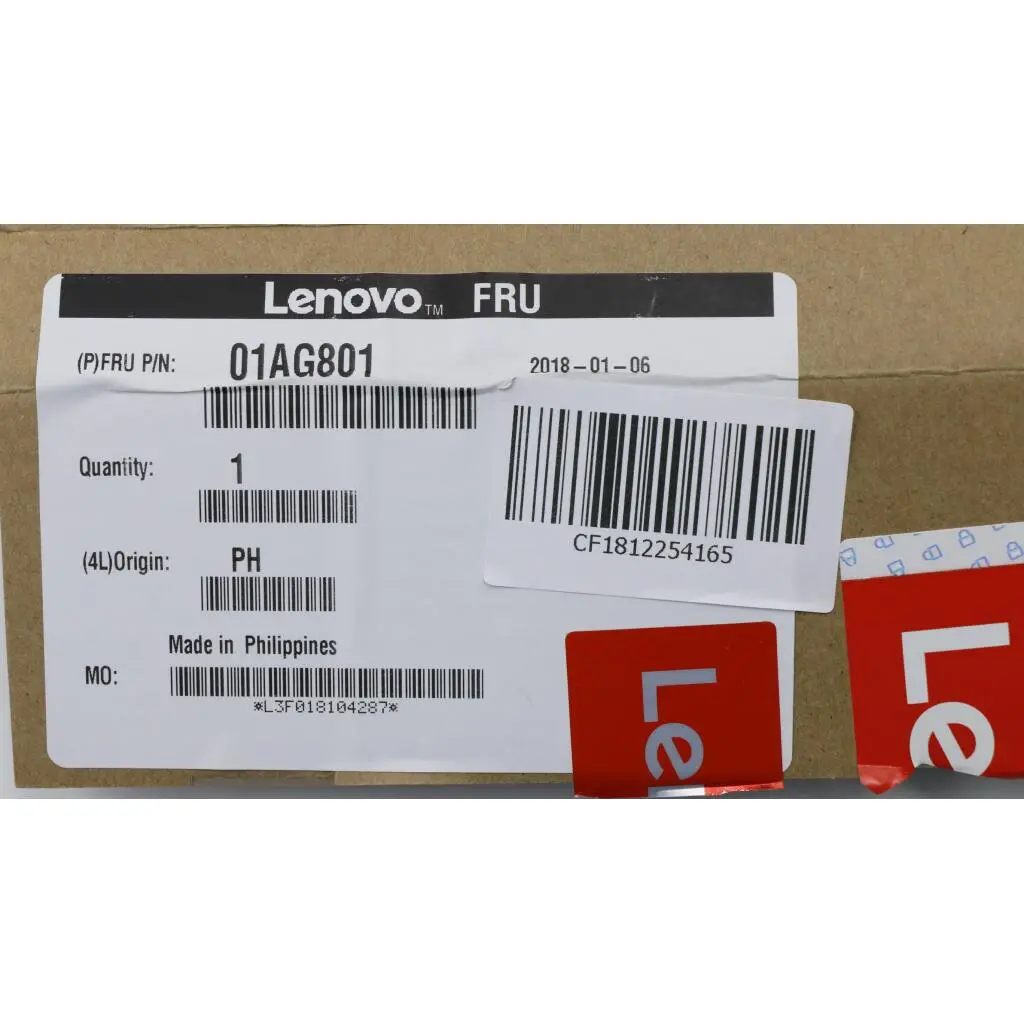 Lenovo™ FRU
(P)FRU P/N: 01AG801 2018-01-06
Quantity: 1
CF1812254165
(4L)Origin: PH
Made in Philippines
MO:
*L3F018104287*
Le
Le